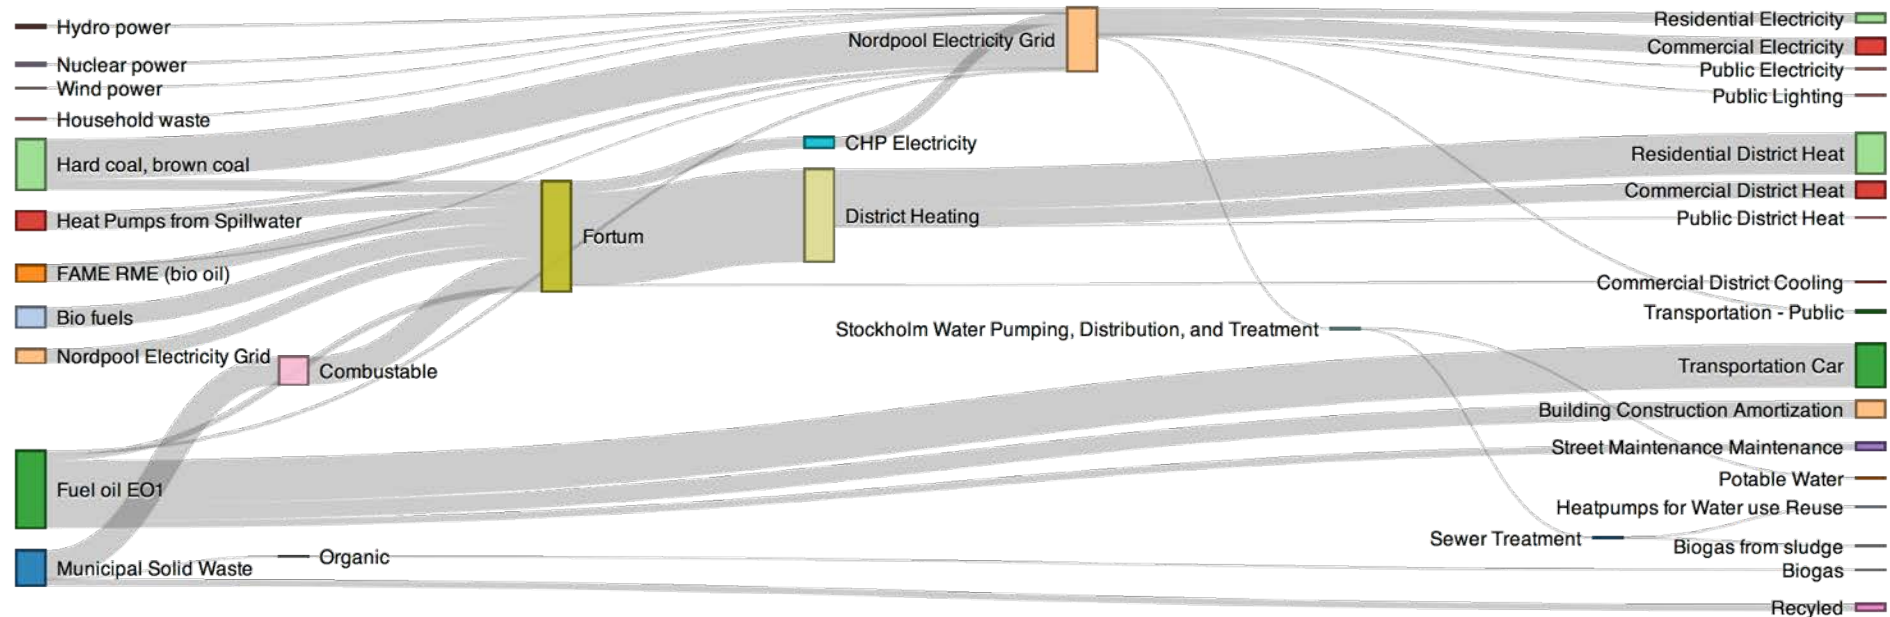 Hydro power
Nuclear power
Wind power
Household waste
Hard coal, brown coal
Heat Pumps from Spillwater
FAME RME (bio oil)
Bio fuels
Nordpool Electricity Grid
Combustable
Fuel oil EO1
Municipal Solid Waste
Organic
Fortum
CHP Electricity
District Heating
Nordpool Electricity Grid
Stockholm Water Pumping, Distribution, and Treatment
Sewer Treatment
Residential Electricity
Commercial Electricity
Public Electricity
Public Lighting
Residential District Heat
Commercial District Heat
Public District Heat
Commercial District Cooling
Transportation - Public
Transportation Car
Building Construction Amortization
Street Maintenance Maintenance
Potable Water
Heatpumps for Water use Reuse
Biogas from sludge
Biogas
Recyled